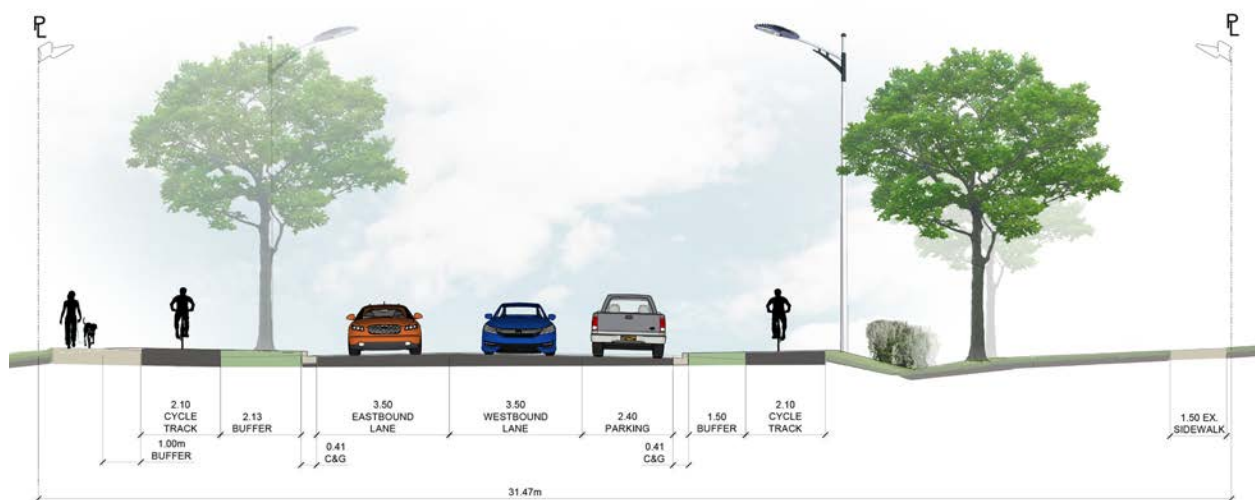 PL
PL
2.10
CYCLE
TRACK
2.13
BUFFER
3.50
EASTBOUND
LANE
3.50
WESTBOUND
LANE
2.40
PARKING
1.50
BUFFER
2.10
CYCLE
TRACK
1.50 EX.
SIDEWALK
1.00m
BUFFER
0.41
C&G
0.41
C&G
31.47m